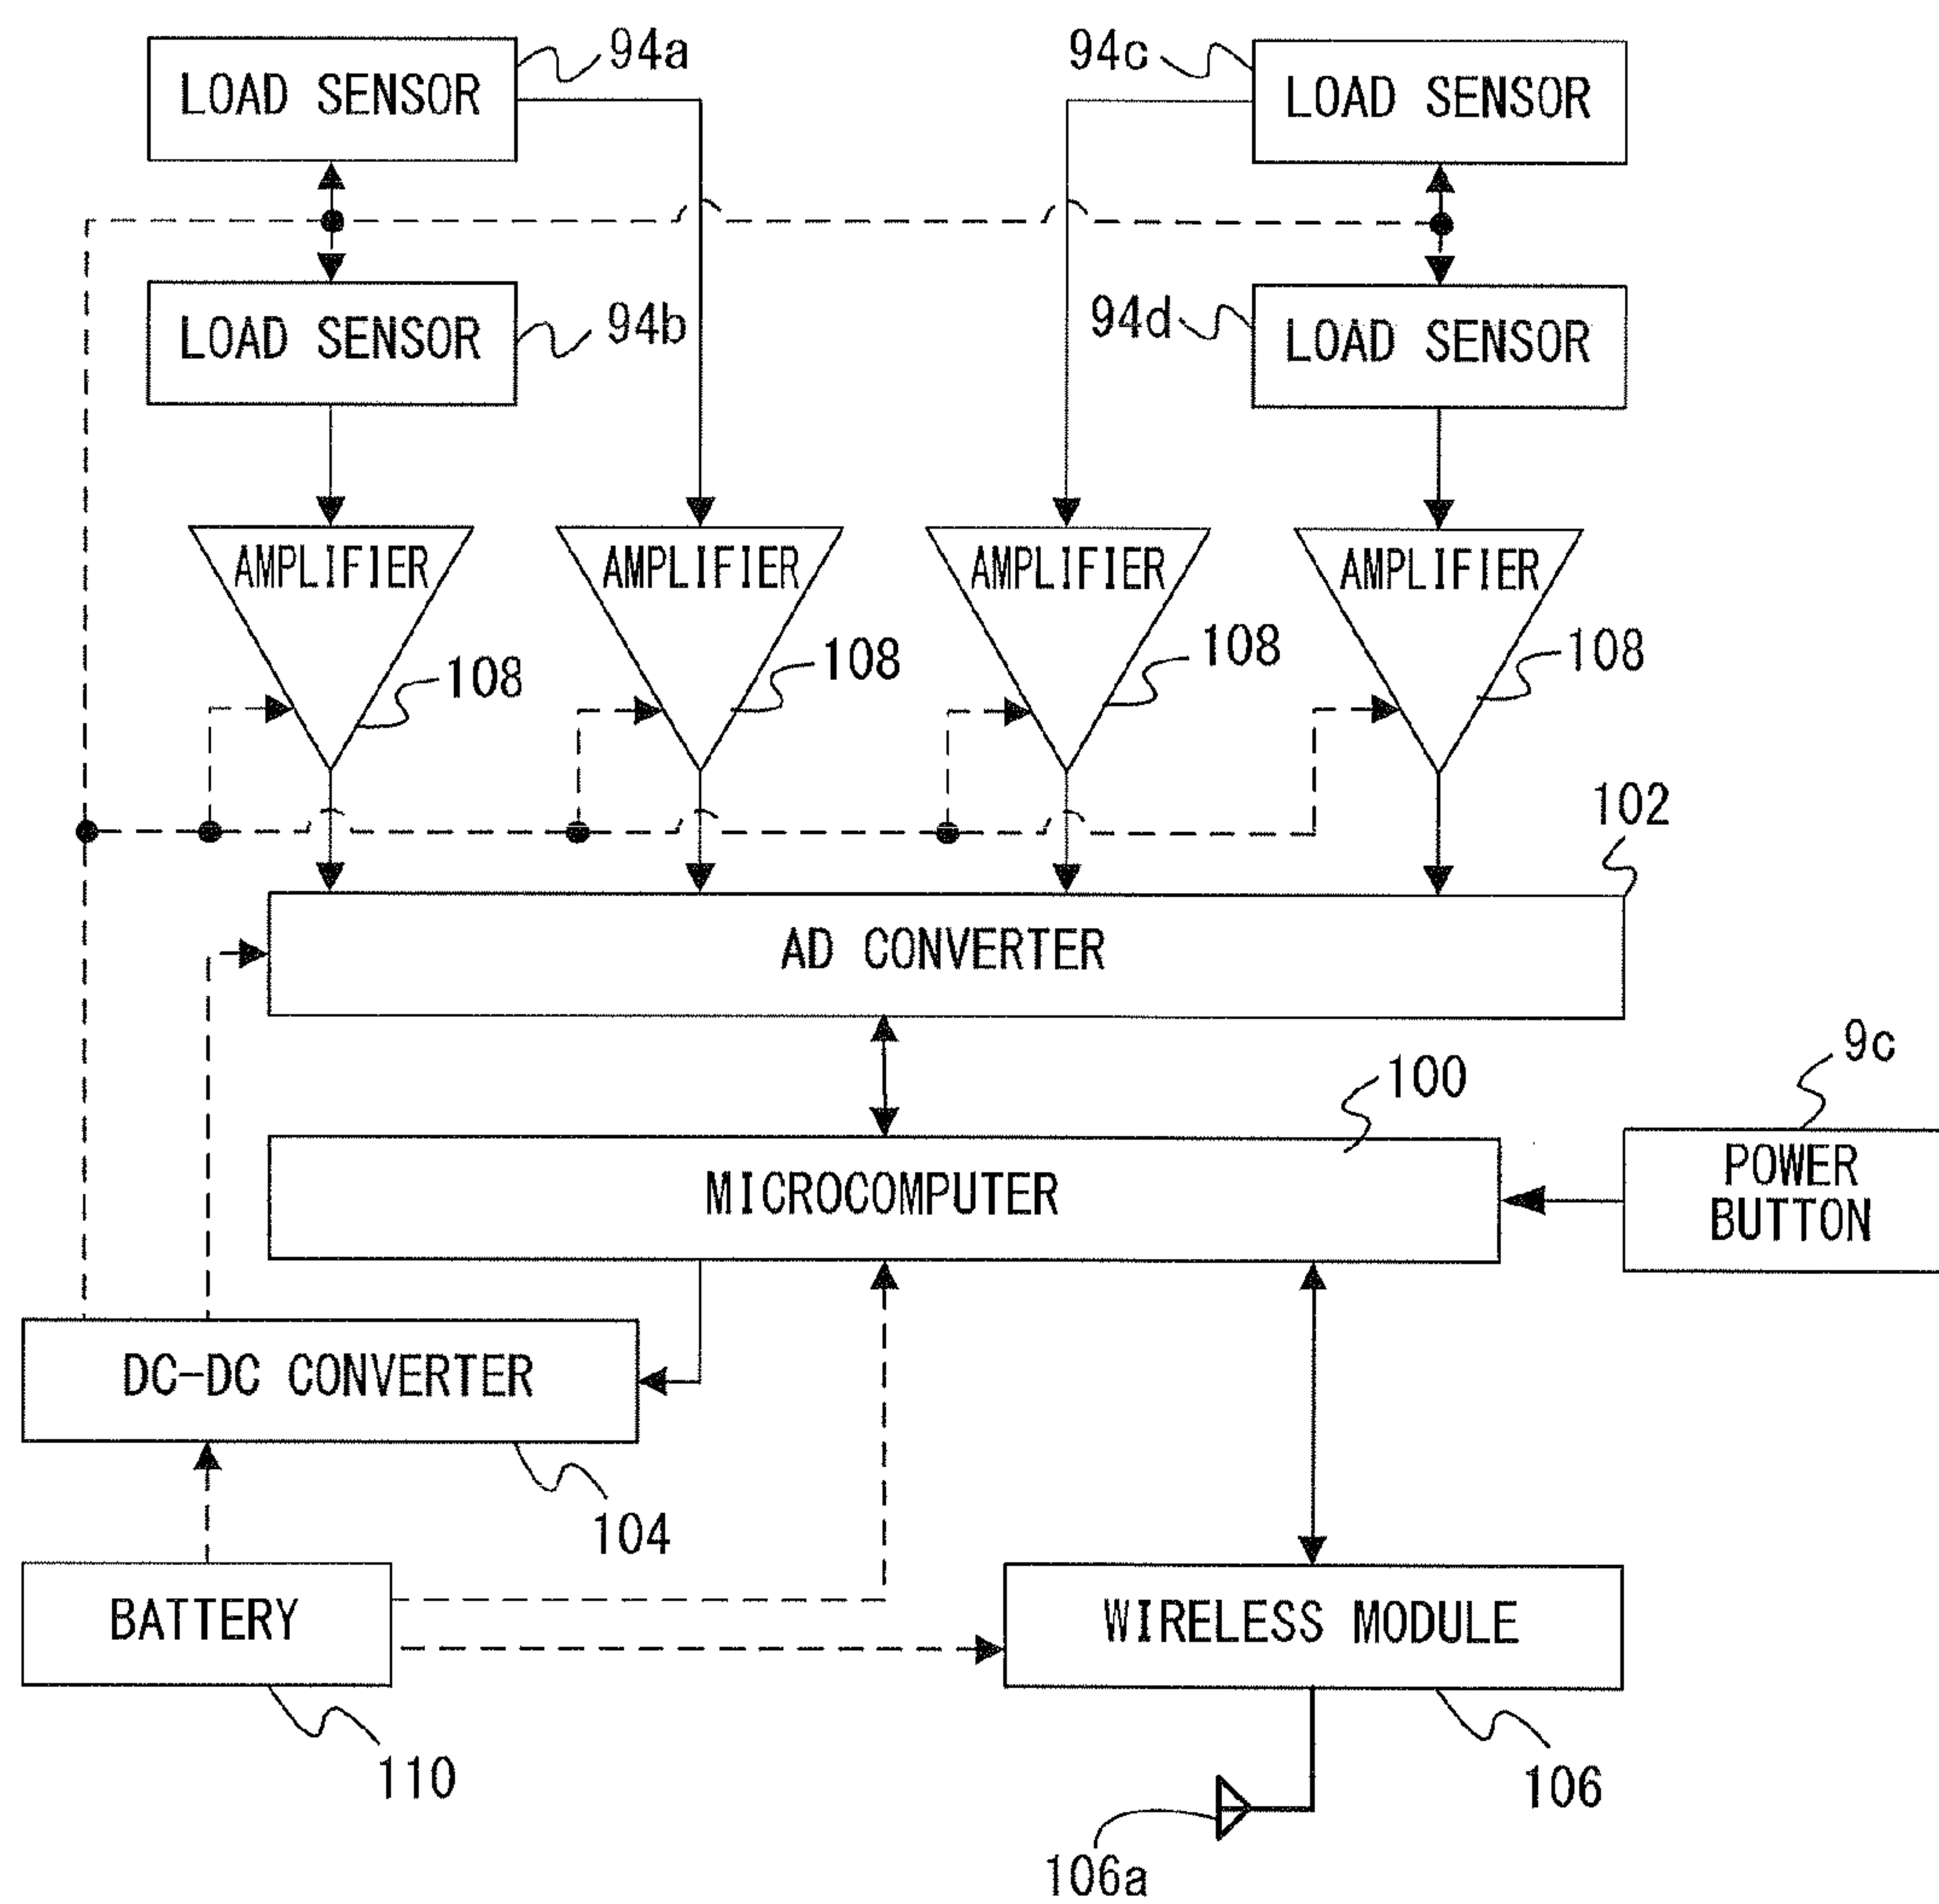 94a
94c
LOAD SENSOR
LOAD SENSOR
94b
94d
LOAD SENSOR
LOAD SENSOR
AMPLIFIER
AMPLIFIER
AMPLIFIER
AMPLIFIER
108
108
108
108
102
AD CONVERTER
9c
100
MICROCOMPUTER
POWER
BUTTON
DC-DC CONVERTER
104
BATTERY
WIRELESS MODULE
110
106
106a